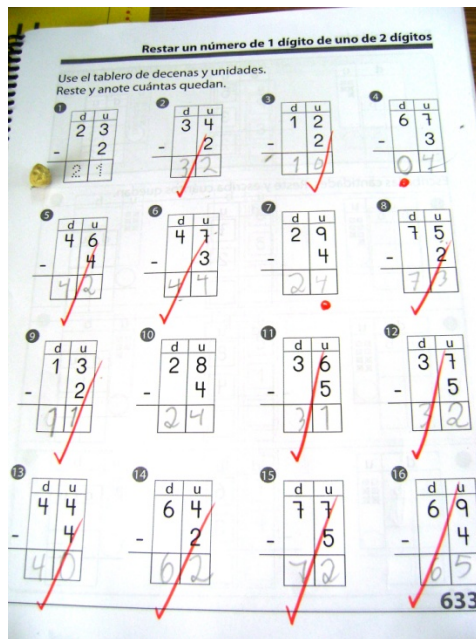 Restar un número de 1 dígito de uno de 2 dígitos
Use el tablero de decenas y unidades.
Reste y anote cuántas quedan.
1 2 3 4
d u d u d u d u
2 3 3 4 1 2 6 7
- 2 - 2 - 2 - 3
2 1 3 2 1 0 0 4
5 6 7 8
d u d u d u d u
4 6 4 7 2 9 7 5
- 4 - 3 - 4 - 2
4 2 4 4 2 4 7 3
9 10 11 12
d u d u d u d u
1 3 2 8 3 6 3 7
- 2 - 4 - 5 - 5
1 1 2 4 3 1 3 2
13 14 15 16
d u d u d u d u
4 4 6 4 7 7 6 9
- 4 - 2 - 5 - 4
4 0 6 2 7 2 6 5
633